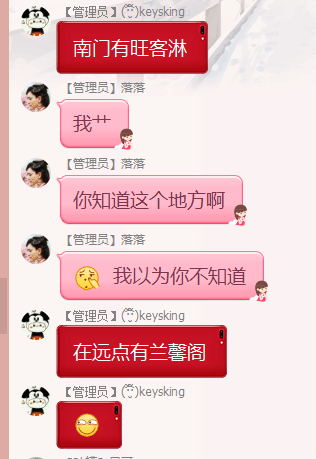 【管理员】(ˆ◡ˆ)keysking
南门有旺客淋
【管理员】落落
我艹
【管理员】落落
你知道这个地方啊
【管理员】落落
我以为你不知道
【管理员】(ˆ◡ˆ)keysking
在远点有兰馨阁
【管理员】(ˆ◡ˆ)keysking